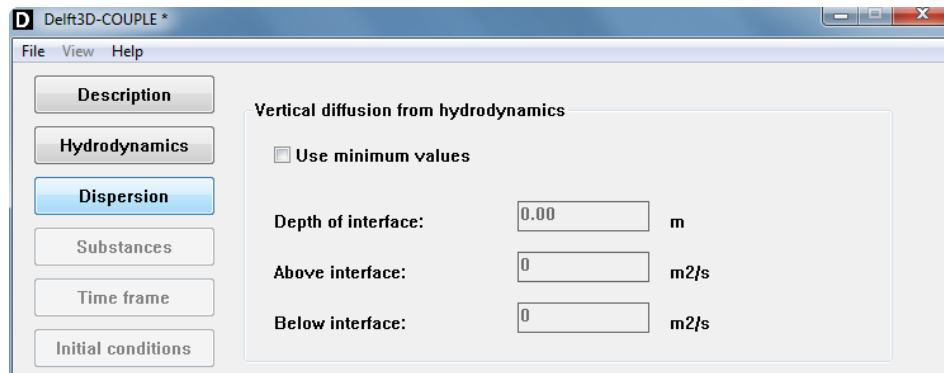 D Delft3D-COUPLE *
File View Help
Description
Hydrodynamics
Dispersion
Substances
Time frame
Initial conditions
Vertical diffusion from hydrodynamics
Use minimum values
Depth of interface: 0.00 m
Above interface: 0 m2/s
Below interface: 0 m2/s